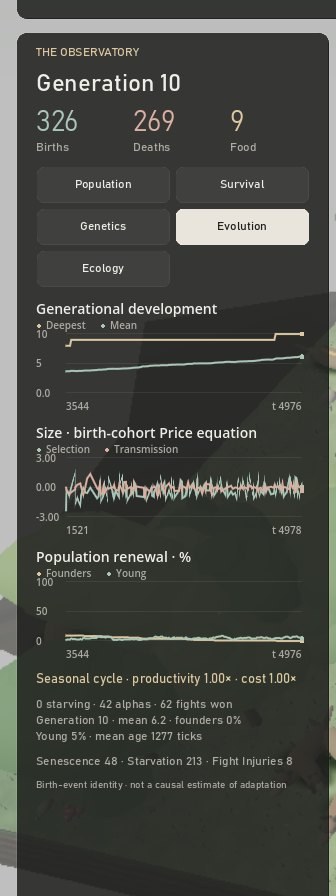 THE OBSERVATORY
Generation 10
326 269 9
Births Deaths Food
Population Survival
Genetics Evolution
Ecology
Generational development
• Deepest • Mean
10
5
0.0
3544 t 4976
Size · birth-cohort Price equation
• Selection • Transmission
3.00
0.00
-3.00
1521 t 4978
Population renewal · %
• Founders • Young
100
50
0
3544 t 4976
Seasonal cycle · productivity 1.00× · cost 1.00×
0 starving · 42 alphas · 62 fights won
Generation 10 · mean 6.2 · founders 0%
Young 5% · mean age 1277 ticks
Senescence 48 · Starvation 213 · Fight Injuries 8
Birth-event identity · not a causal estimate of adaptation